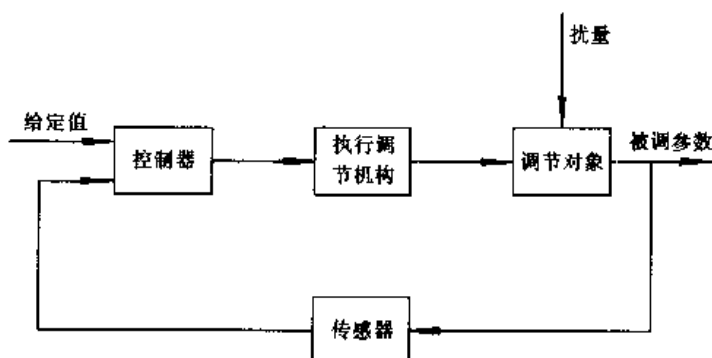 扰量
给定值
控制器
执行调
节机构
调节对象
被调参数
传感器